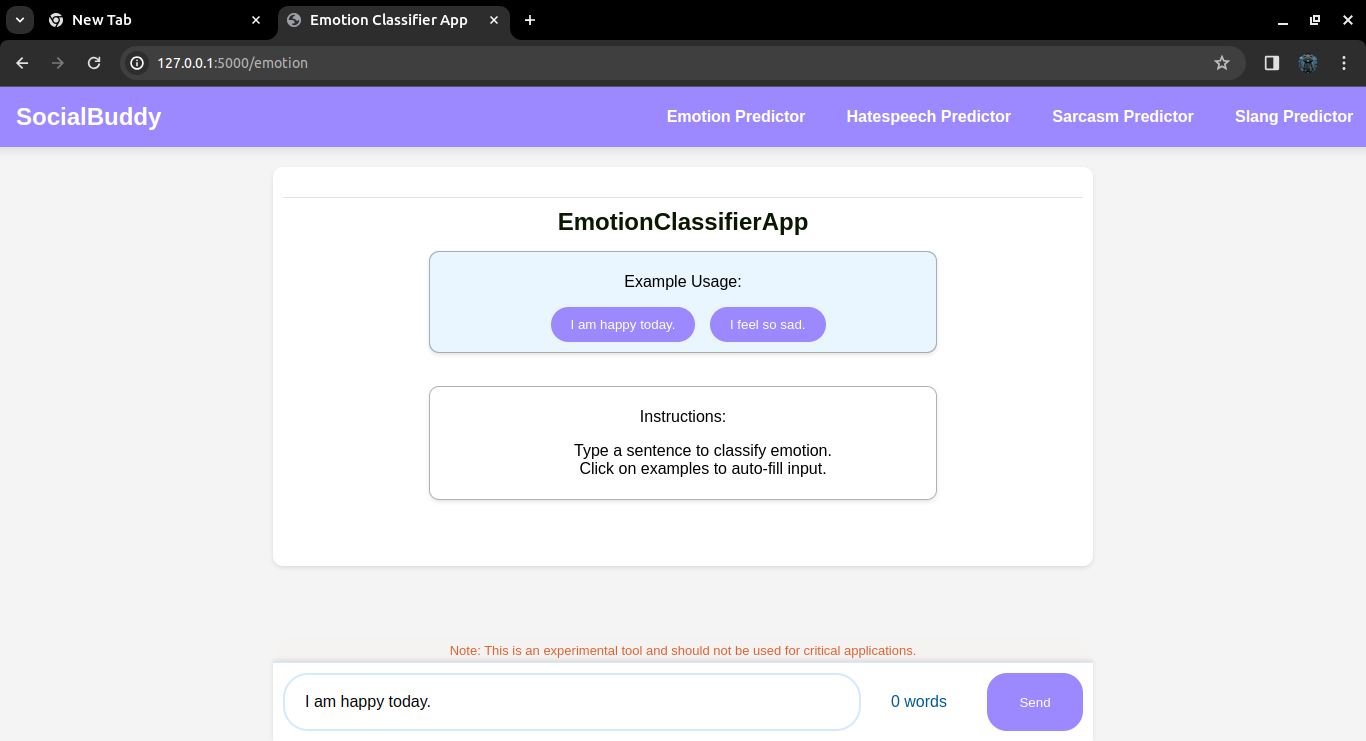 New Tab
Emotion Classifier App
127.0.0.1:5000/emotion
SocialBuddy
Emotion Predictor
Hatespeech Predictor
Sarcasm Predictor
Slang Predictor
EmotionClassifierApp
Example Usage:
I am happy today.
I feel so sad.
Instructions:
Type a sentence to classify emotion.
Click on examples to auto-fill input.
Note: This is an experimental tool and should not be used for critical applications.
I am happy today.
0 words
Send